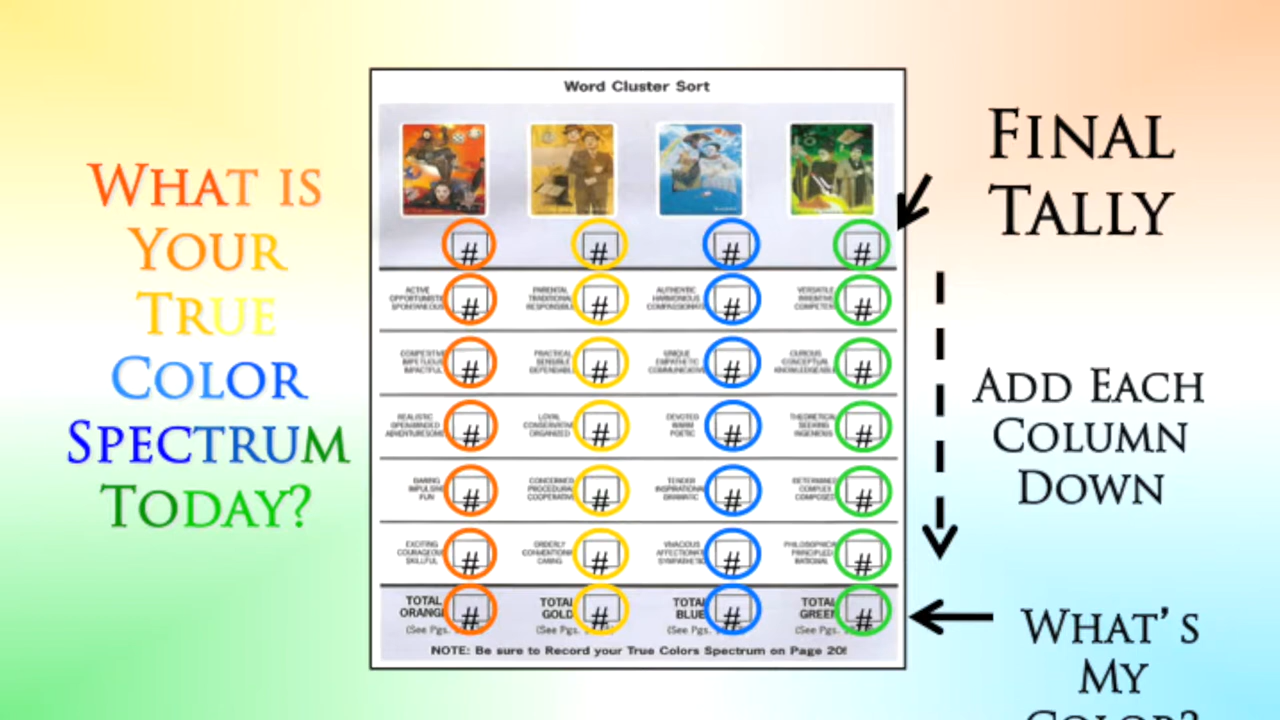 What is
Your
True
Color
Spectrum
Today?
Word Cluster Sort
# # # #
ACTIVE
SPONTANEOUS
#
PARENTAL
TRADITIONAL
RESPONSIBLE
#
AUTHENTIC
HARMONIOUS
COMPASSIONATE
#
VERSATILE
INVENTIVE
COMPETENT
#
COMPETITIVE
IMPETUOUS
IMPACTFUL
#
PRACTICAL
SENSIBLE
DEPENDABLE
#
UNIQUE
EMPATHETIC
COMMUNICATIVE
#
CURIOUS
CONCEPTUAL
KNOWLEDGEABLE
#
REALISTIC
OPEN-MINDED
ADVENTURESOME
#
LOYAL
CONSERVATIVE
ORGANIZED
#
DEVOTED
WARM
POETIC
#
THEORETICAL
SEEKING
INGENIOUS
#
DARING
IMPULSIVE
FUN
#
CONCERNED
PROCEDURAL
COOPERATIVE
#
TENDER
INSPIRATIONAL
DRAMATIC
#
DETERMINED
COMPLEX
COMPOSED
#
EXCITING
COURAGEOUS
SKILLFUL
#
ORDERLY
CONVENTIONAL
CARING
#
VIVACIOUS
AFFECTIONATE
SYMPATHETIC
#
PHILOSOPHICAL
PRINCIPLED
RATIONAL
#
TOTAL
ORANGE
(See Pgs.
#
TOTAL
GOLD
(See Pgs.
#
TOTAL
BLUE
(See Pgs.
#
TOTAL
GREEN
(See Pgs.
#
NOTE: Be sure to Record your True Colors Spectrum on Page 20!
Final
Tally
Add Each
Column
Down
What's
My
Color?